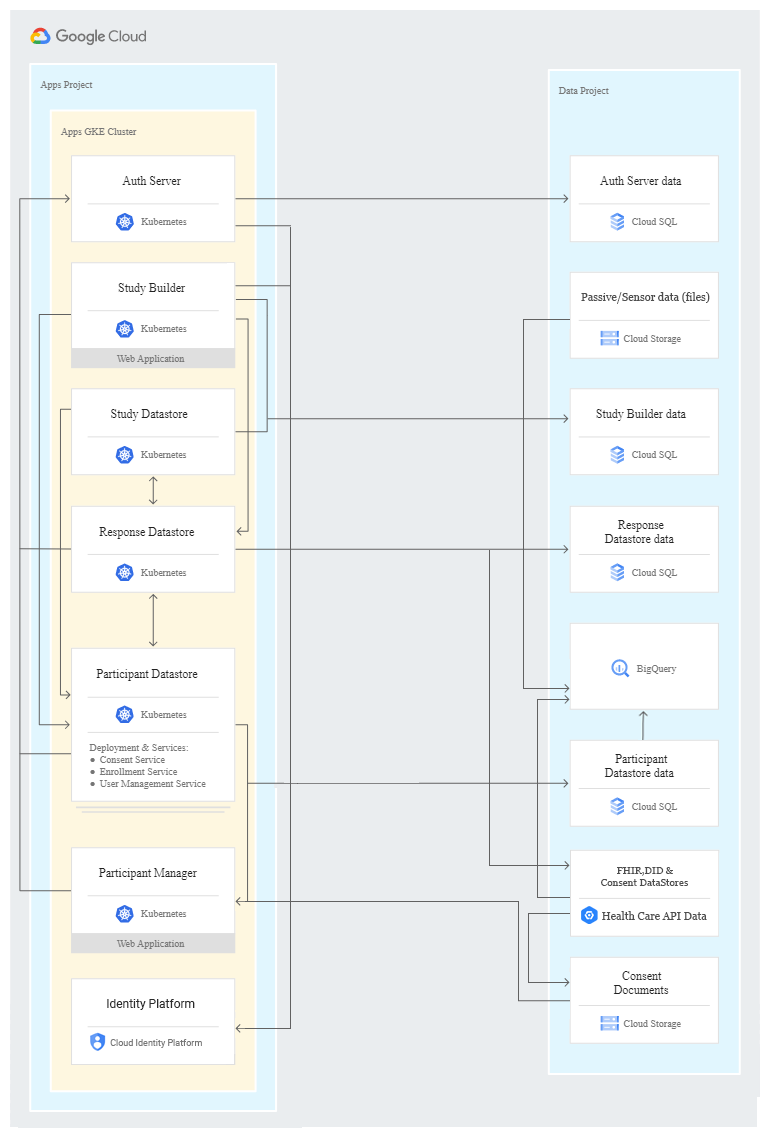 Google Cloud
Apps Project
Apps GKE Cluster
Auth Server
Kubernetes
Study Builder
Kubernetes
Web Application
Study Datastore
Kubernetes
Response Datastore
Kubernetes
Participant Datastore
Kubernetes
Deployment & Services:
● Consent Service
● Enrollment Service
● User Management Service
Participant Manager
Kubernetes
Web Application
Identity Platform
Cloud Identity Platform
Data Project
Auth Server data
Cloud SQL
Passive/Sensor data (files)
Cloud Storage
Study Builder data
Cloud SQL
Response
Datastore data
Cloud SQL
BigQuery
Participant
Datastore data
Cloud SQL
FHIR,DID &
Consent DataStores
Health Care API Data
Consent
Documents
Cloud Storage